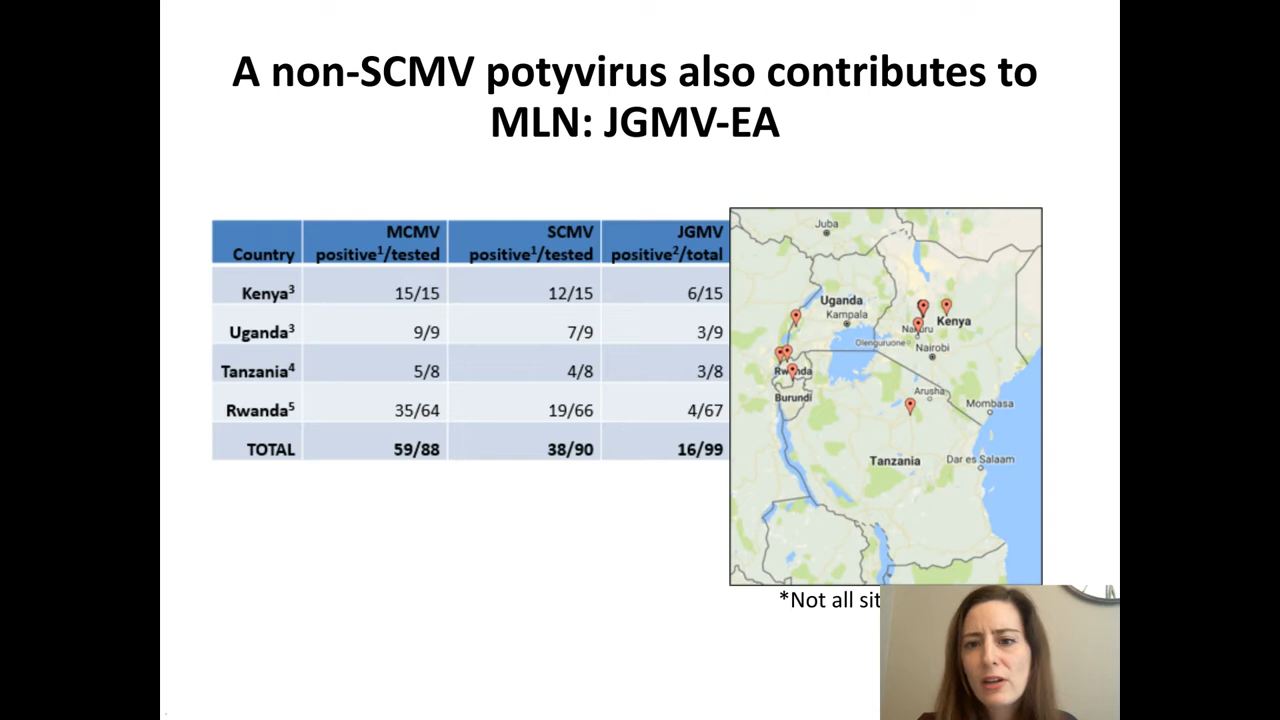 A non-SCMV potyvirus also contributes to
MLN: JGMV-EA
Country MCMV positive¹/tested SCMV positive¹/tested JGMV positive²/total
Kenya³ 15/15 12/15 6/15
Uganda³ 9/9 7/9 3/9
Tanzania⁴ 5/8 4/8 3/8
Rwanda⁵ 35/64 19/66 4/67
TOTAL 59/88 38/90 16/99
Juba
Uganda
Kampala
Kenya
Nakuru
Olenguruone
Nairobi
Rwanda
Burundi
Arusha
Mombasa
Tanzania
Dar es Salaam
*Not all sit